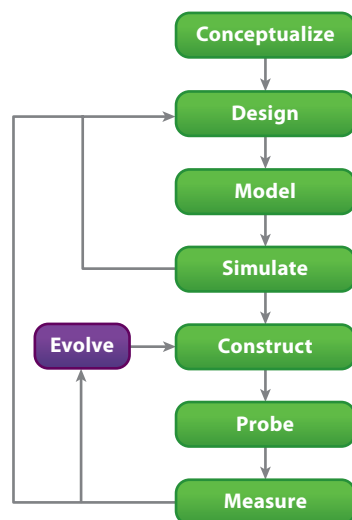 Conceptualize
Design
Model
Simulate
Evolve
Construct
Probe
Measure